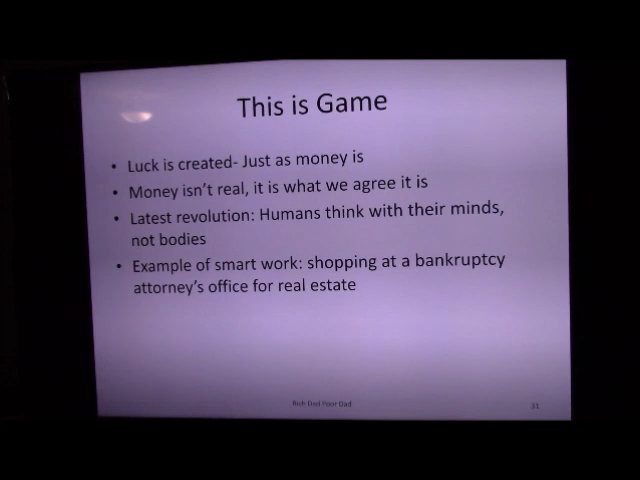 This is Game
• Luck is created- Just as money is
• Money isn't real, it is what we agree it is
• Latest revolution: Humans think with their minds,
not bodies
• Example of smart work: shopping at a bankruptcy
attorney's office for real estate
Rich Dad Poor Dad
31